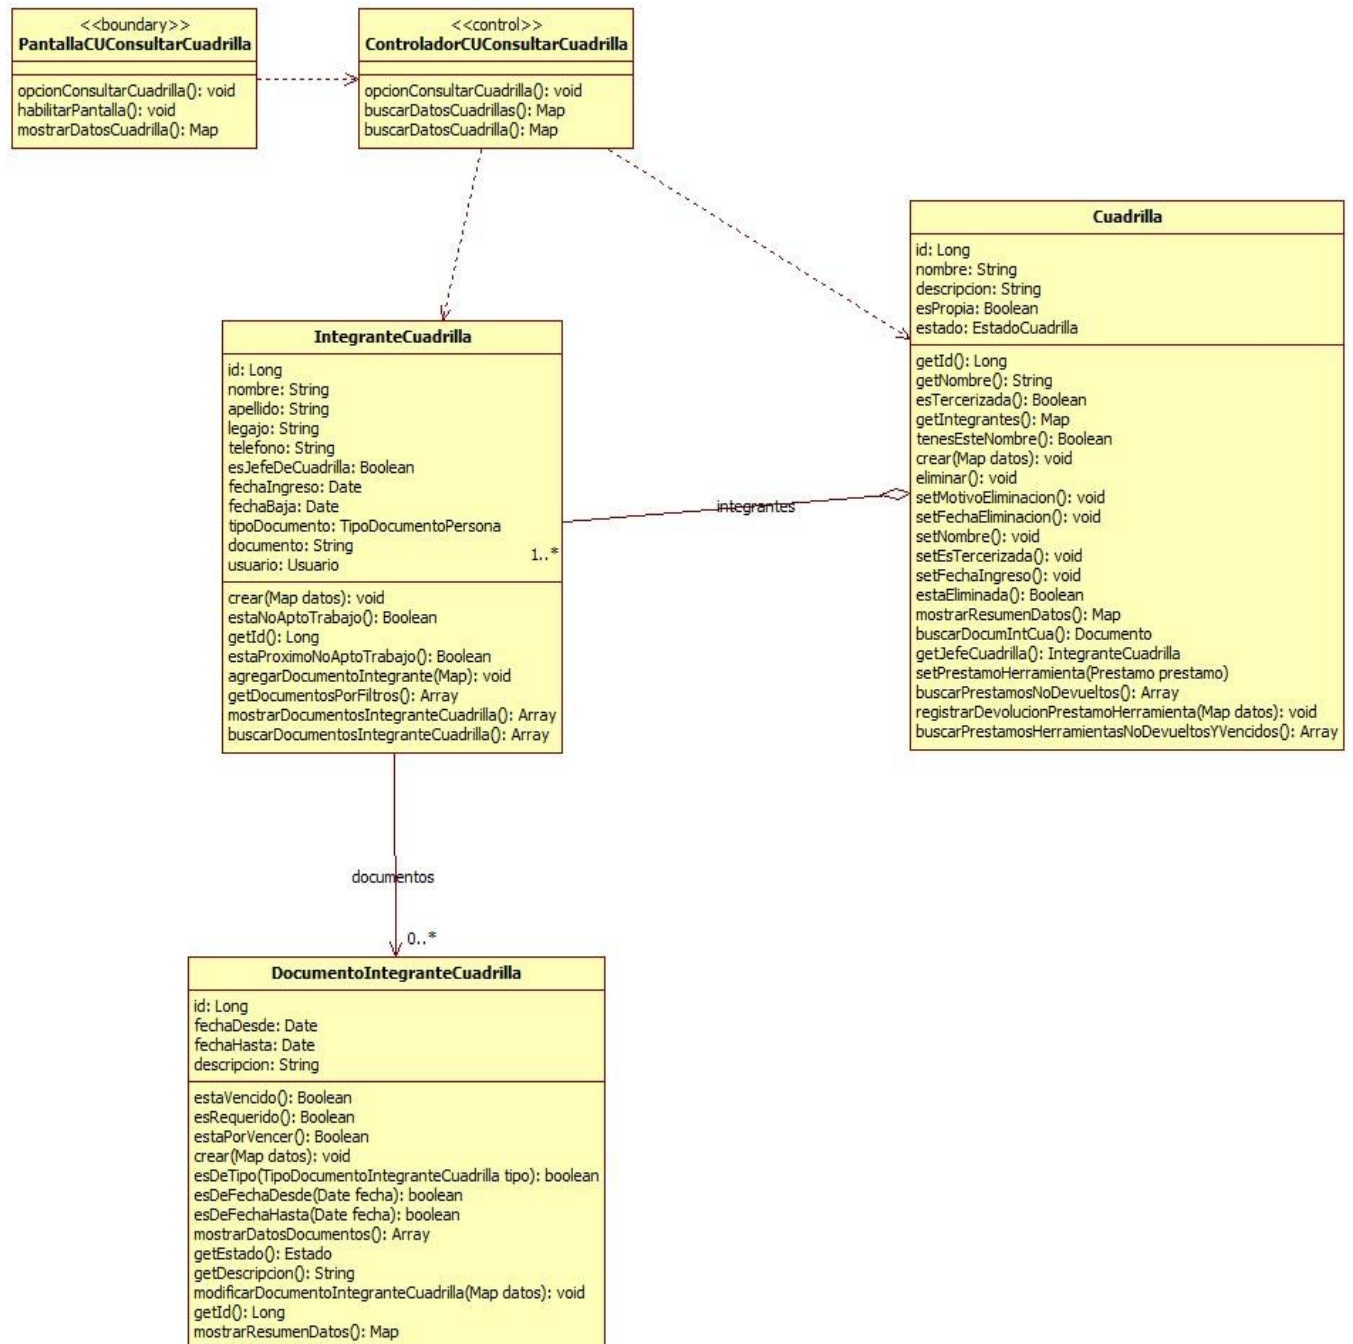 <<boundary>>
PantallaCUConsultarCuadrilla
opcionConsultarCuadrilla(): void
habilitarPantalla(): void
mostrarDatosCuadrilla(): Map
<<control>>
ControladorCUConsultarCuadrilla
opcionConsultarCuadrilla(): void
buscarDatosCuadrillas(): Map
buscarDatosCuadrilla(): Map
Cuadrilla
id: Long
nombre: String
descripcion: String
esPropia: Boolean
estado: EstadoCuadrilla
getId(): Long
getNombre(): String
esTercerizada(): Boolean
getIntegrantes(): Map
tenesEsteNombre(): Boolean
crear(Map datos): void
eliminar(): void
setMotivoEliminacion(): void
setFechaEliminacion(): void
setNombre(): void
setEsTercerizada(): void
setFechaIngreso(): void
estaEliminada(): Boolean
mostrarResumenDatos(): Map
buscarDocumIntCua(): Documento
getJefeCuadrilla(): IntegranteCuadrilla
setPrestamoHerramienta(Prestamo prestamo)
buscarPrestamosNoDevueltos(): Array
registrarDevolucionPrestamoHerramienta(Map datos): void
buscarPrestamosHerramientasNoDevueltosYVencidos(): Array
IntegranteCuadrilla
id: Long
nombre: String
apellido: String
legajo: String
telefono: String
esJefeDeCuadrilla: Boolean
fechaIngreso: Date
fechaBaja: Date
tipoDocumento: TipoDocumentoPersona
documento: String
usuario: Usuario
crear(Map datos): void
estaNoAptoTrabajo(): Boolean
getId(): Long
estaProximoNoAptoTrabajo(): Boolean
agregarDocumentoIntegrante(Map): void
getDocumentosPorFiltros(): Array
mostrarDocumentosIntegranteCuadrilla(): Array
buscarDocumentosIntegranteCuadrilla(): Array
integrantes
1..*
documentos
0..*
DocumentoIntegranteCuadrilla
id: Long
fechaDesde: Date
fechaHasta: Date
descripcion: String
estaVencido(): Boolean
esRequerido(): Boolean
estaPorVencer(): Boolean
crear(Map datos): void
esDeTipo(TipoDocumentoIntegranteCuadrilla tipo): boolean
esDeFechaDesde(Date fecha): boolean
esDeFechaHasta(Date fecha): boolean
mostrarDatosDocumentos(): Array
getEstado(): Estado
getDescripcion(): String
modificarDocumentoIntegranteCuadrilla(Map datos): void
getId(): Long
mostrarResumenDatos(): Map